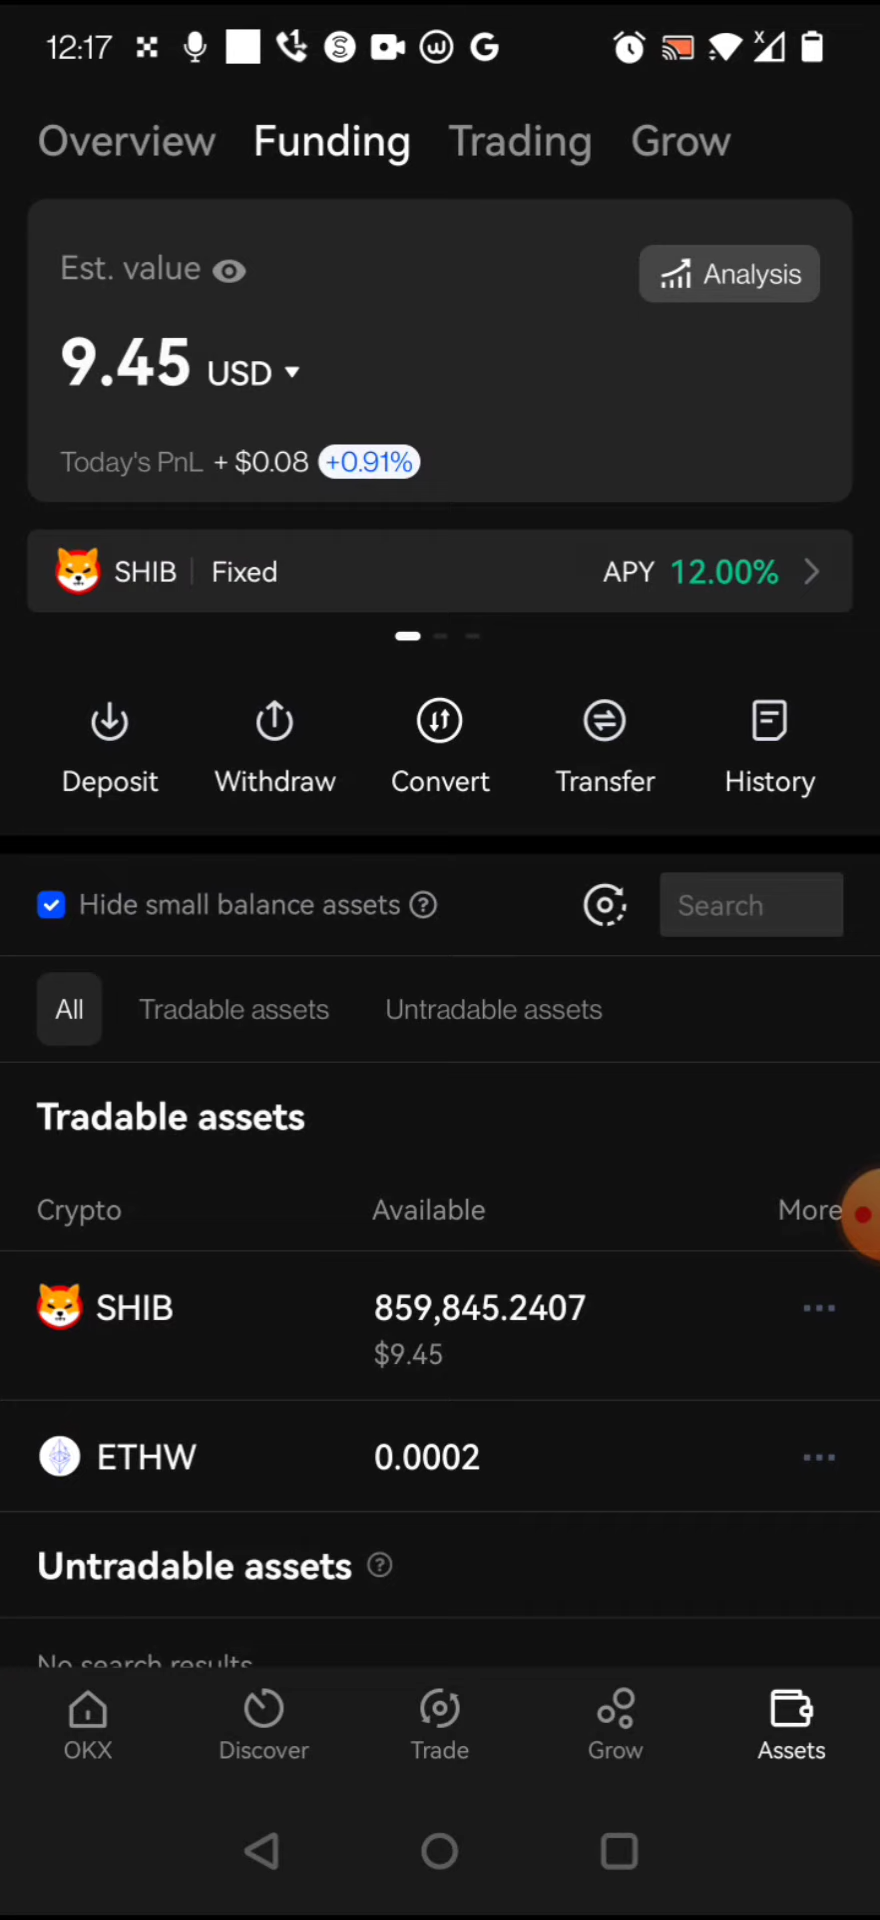 12:17
Overview Funding Trading Grow
Est. value
Analysis
9.45 USD
Today's PnL + $0.08 +0.91%
SHIB Fixed APY 12.00%
Deposit Withdraw Convert Transfer History
Hide small balance assets
Search
All Tradable assets Untradable assets
Tradable assets
Crypto Available More
SHIB 859,845.2407
$9.45
ETHW 0.0002
Untradable assets
No search results
OKX Discover Trade Grow Assets